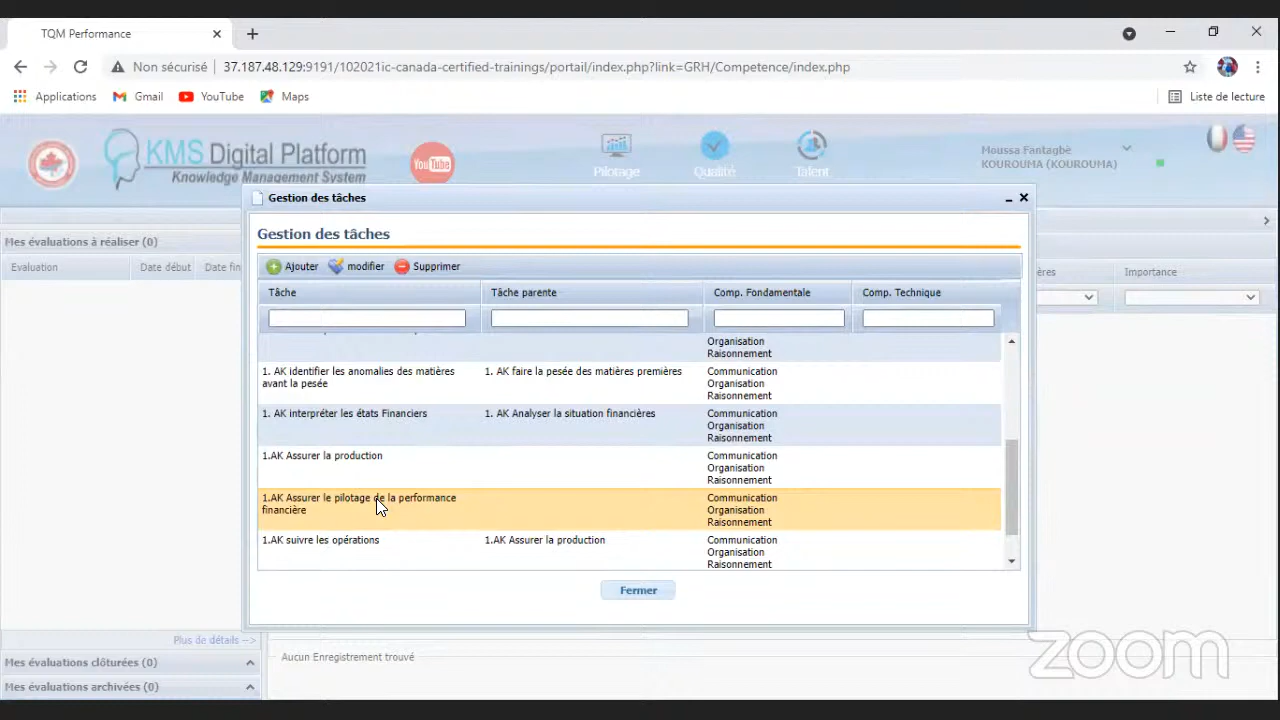 TQM Performance
Non sécurisé
37.187.48.129:9191/102021ic-canada-certified-trainings/portail/index.php?link=GRH/Competence/index.php
Applications
Gmail
YouTube
Maps
Liste de lecture
KMS Digital Platform
Knowledge Management System
YouTube
Pilotage
Qualité
Talent
Moussa Fantagbè
KOUROUMA (KOUROUMA)
Gestion des tâches
Mes évaluations à réaliser (0)
Evaluation
Date début
Date fin
Importance
Gestion des tâches
Ajouter
modifier
Supprimer
Tâche
Tâche parente
Comp. Fondamentale
Comp. Technique
Organisation
Raisonnement
1. AK identifier les anomalies des matières
avant la pesée
1. AK faire la pesée des matières premières
Communication
Organisation
Raisonnement
1. AK interpréter les états Financiers
1. AK Analyser la situation financières
Communication
Organisation
Raisonnement
1.AK Assurer la production
Communication
Organisation
Raisonnement
1.AK Assurer le pilotage de la performance
financière
Communication
Organisation
Raisonnement
1.AK suivre les opérations
1.AK Assurer la production
Communication
Organisation
Raisonnement
Fermer
Plus de détails -->
Mes évaluations clôturées (0)
Mes évaluations archivées (0)
Aucun Enregistrement trouvé
zoom